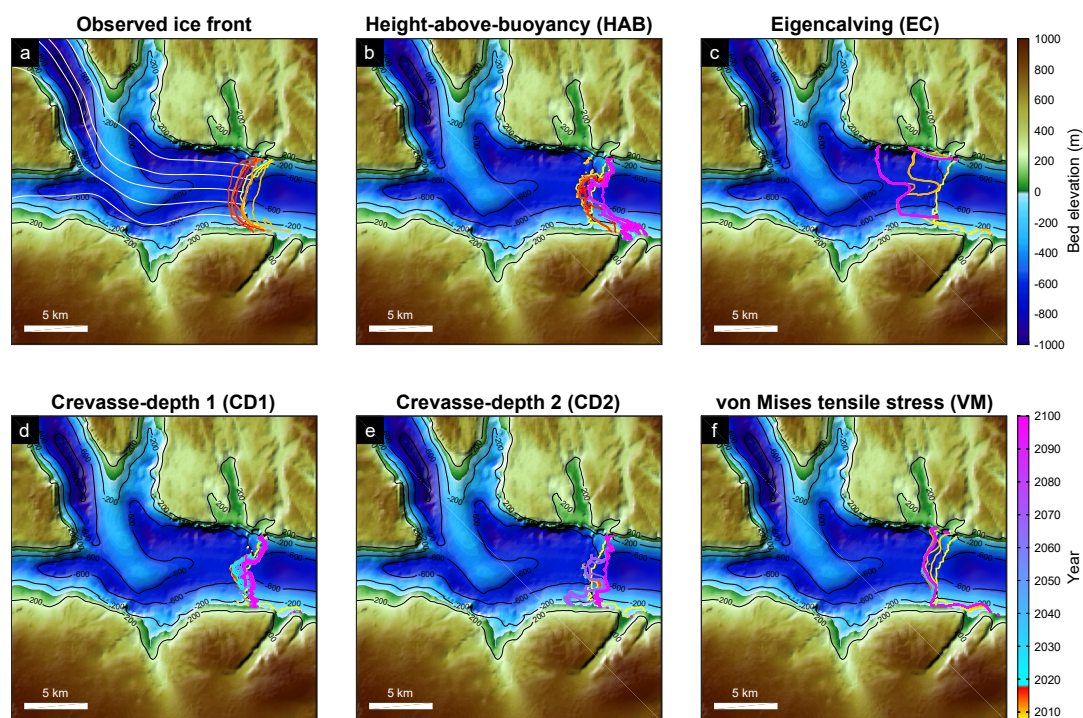 Observed ice front
Height-above-buoyancy (HAB)
Eigencalving (EC)
a
b
c
5 km
5 km
5 km
1000
800
600
400
200
0
-200
-400
-600
-800
-1000
Bed elevation (m)
Crevasse-depth 1 (CD1)
Crevasse-depth 2 (CD2)
von Mises tensile stress (VM)
d
e
f
5 km
5 km
5 km
2100
2090
2080
2070
2060
2050
2040
2030
2020
2010
Year